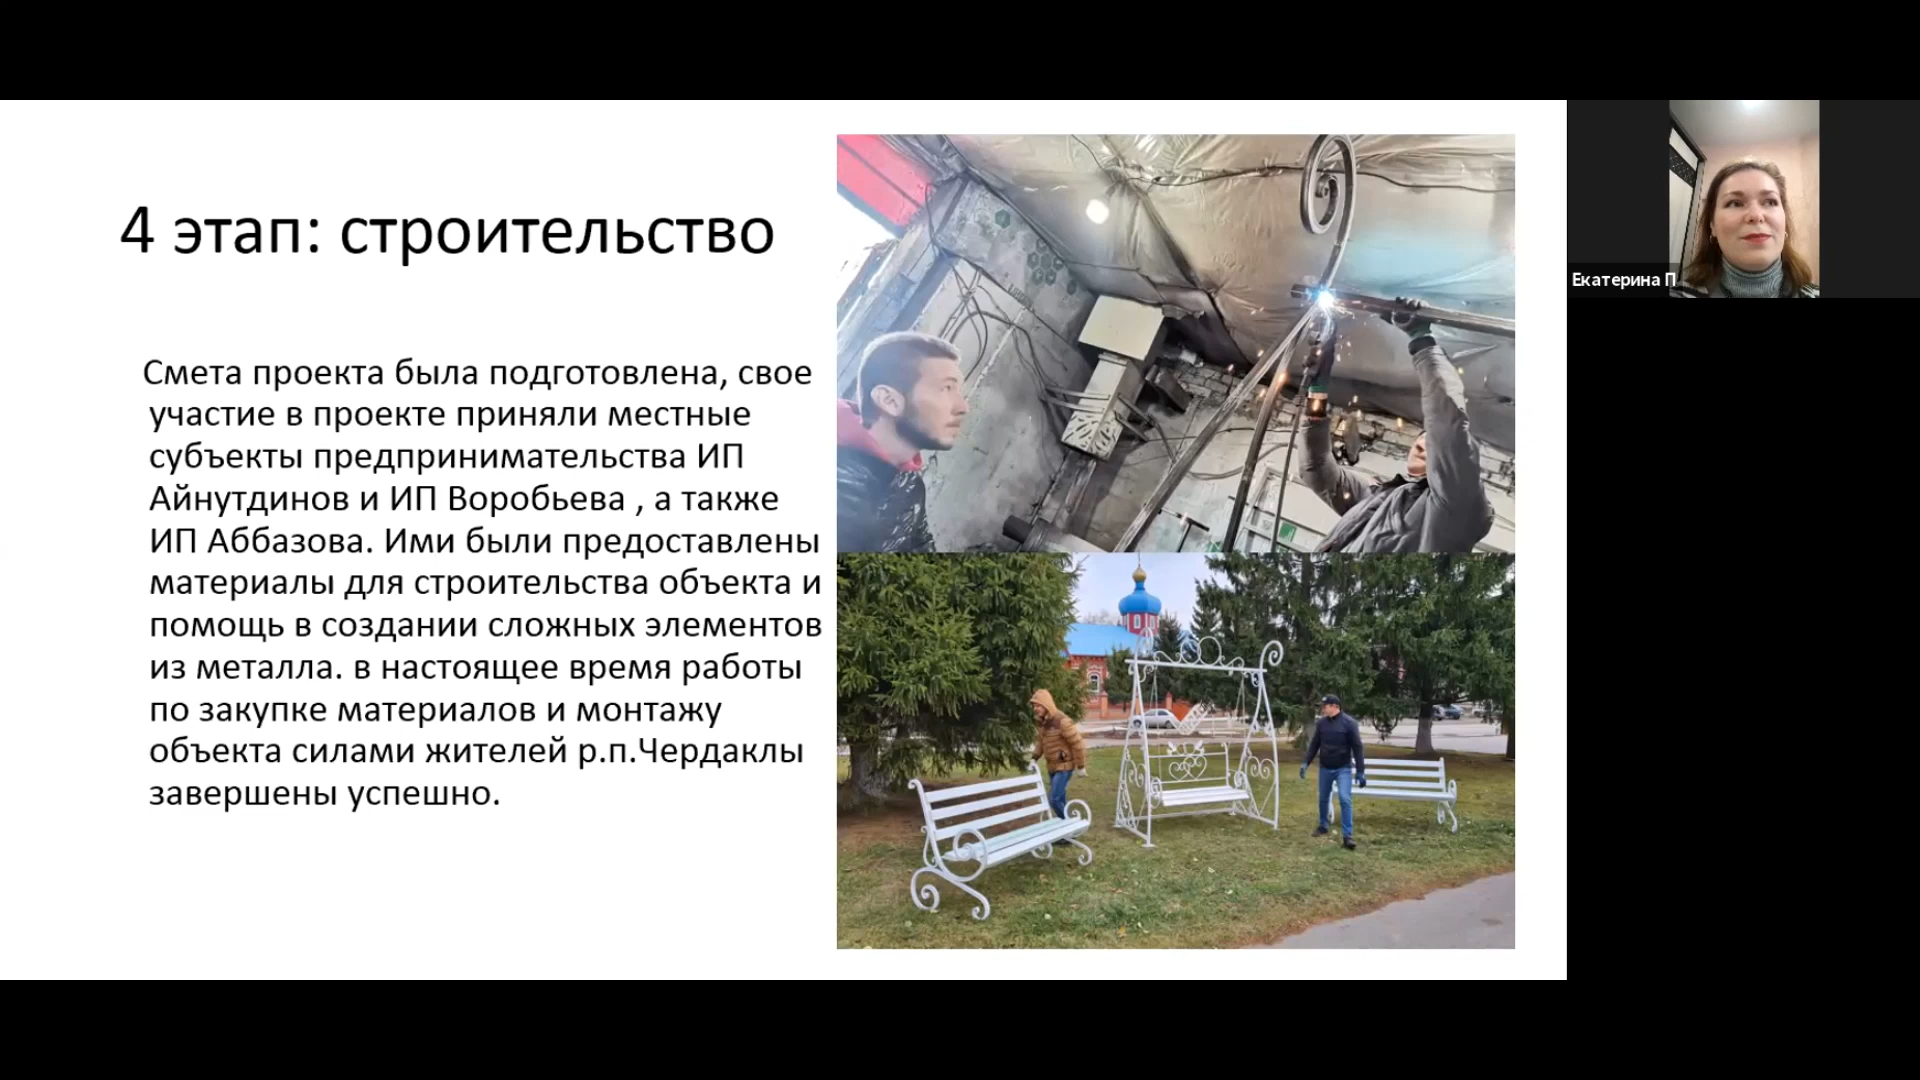 4 этап: строительство
Смета проекта была подготовлена, свое
участие в проекте приняли местные
субъекты предпринимательства ИП
Айнутдинов и ИП Воробьева , а также
ИП Аббазова. Ими были предоставлены
материалы для строительства объекта и
помощь в создании сложных элементов
из металла. в настоящее время работы
по закупке материалов и монтажу
объекта силами жителей р.п.Чердаклы
завершены успешно.
Екатерина П